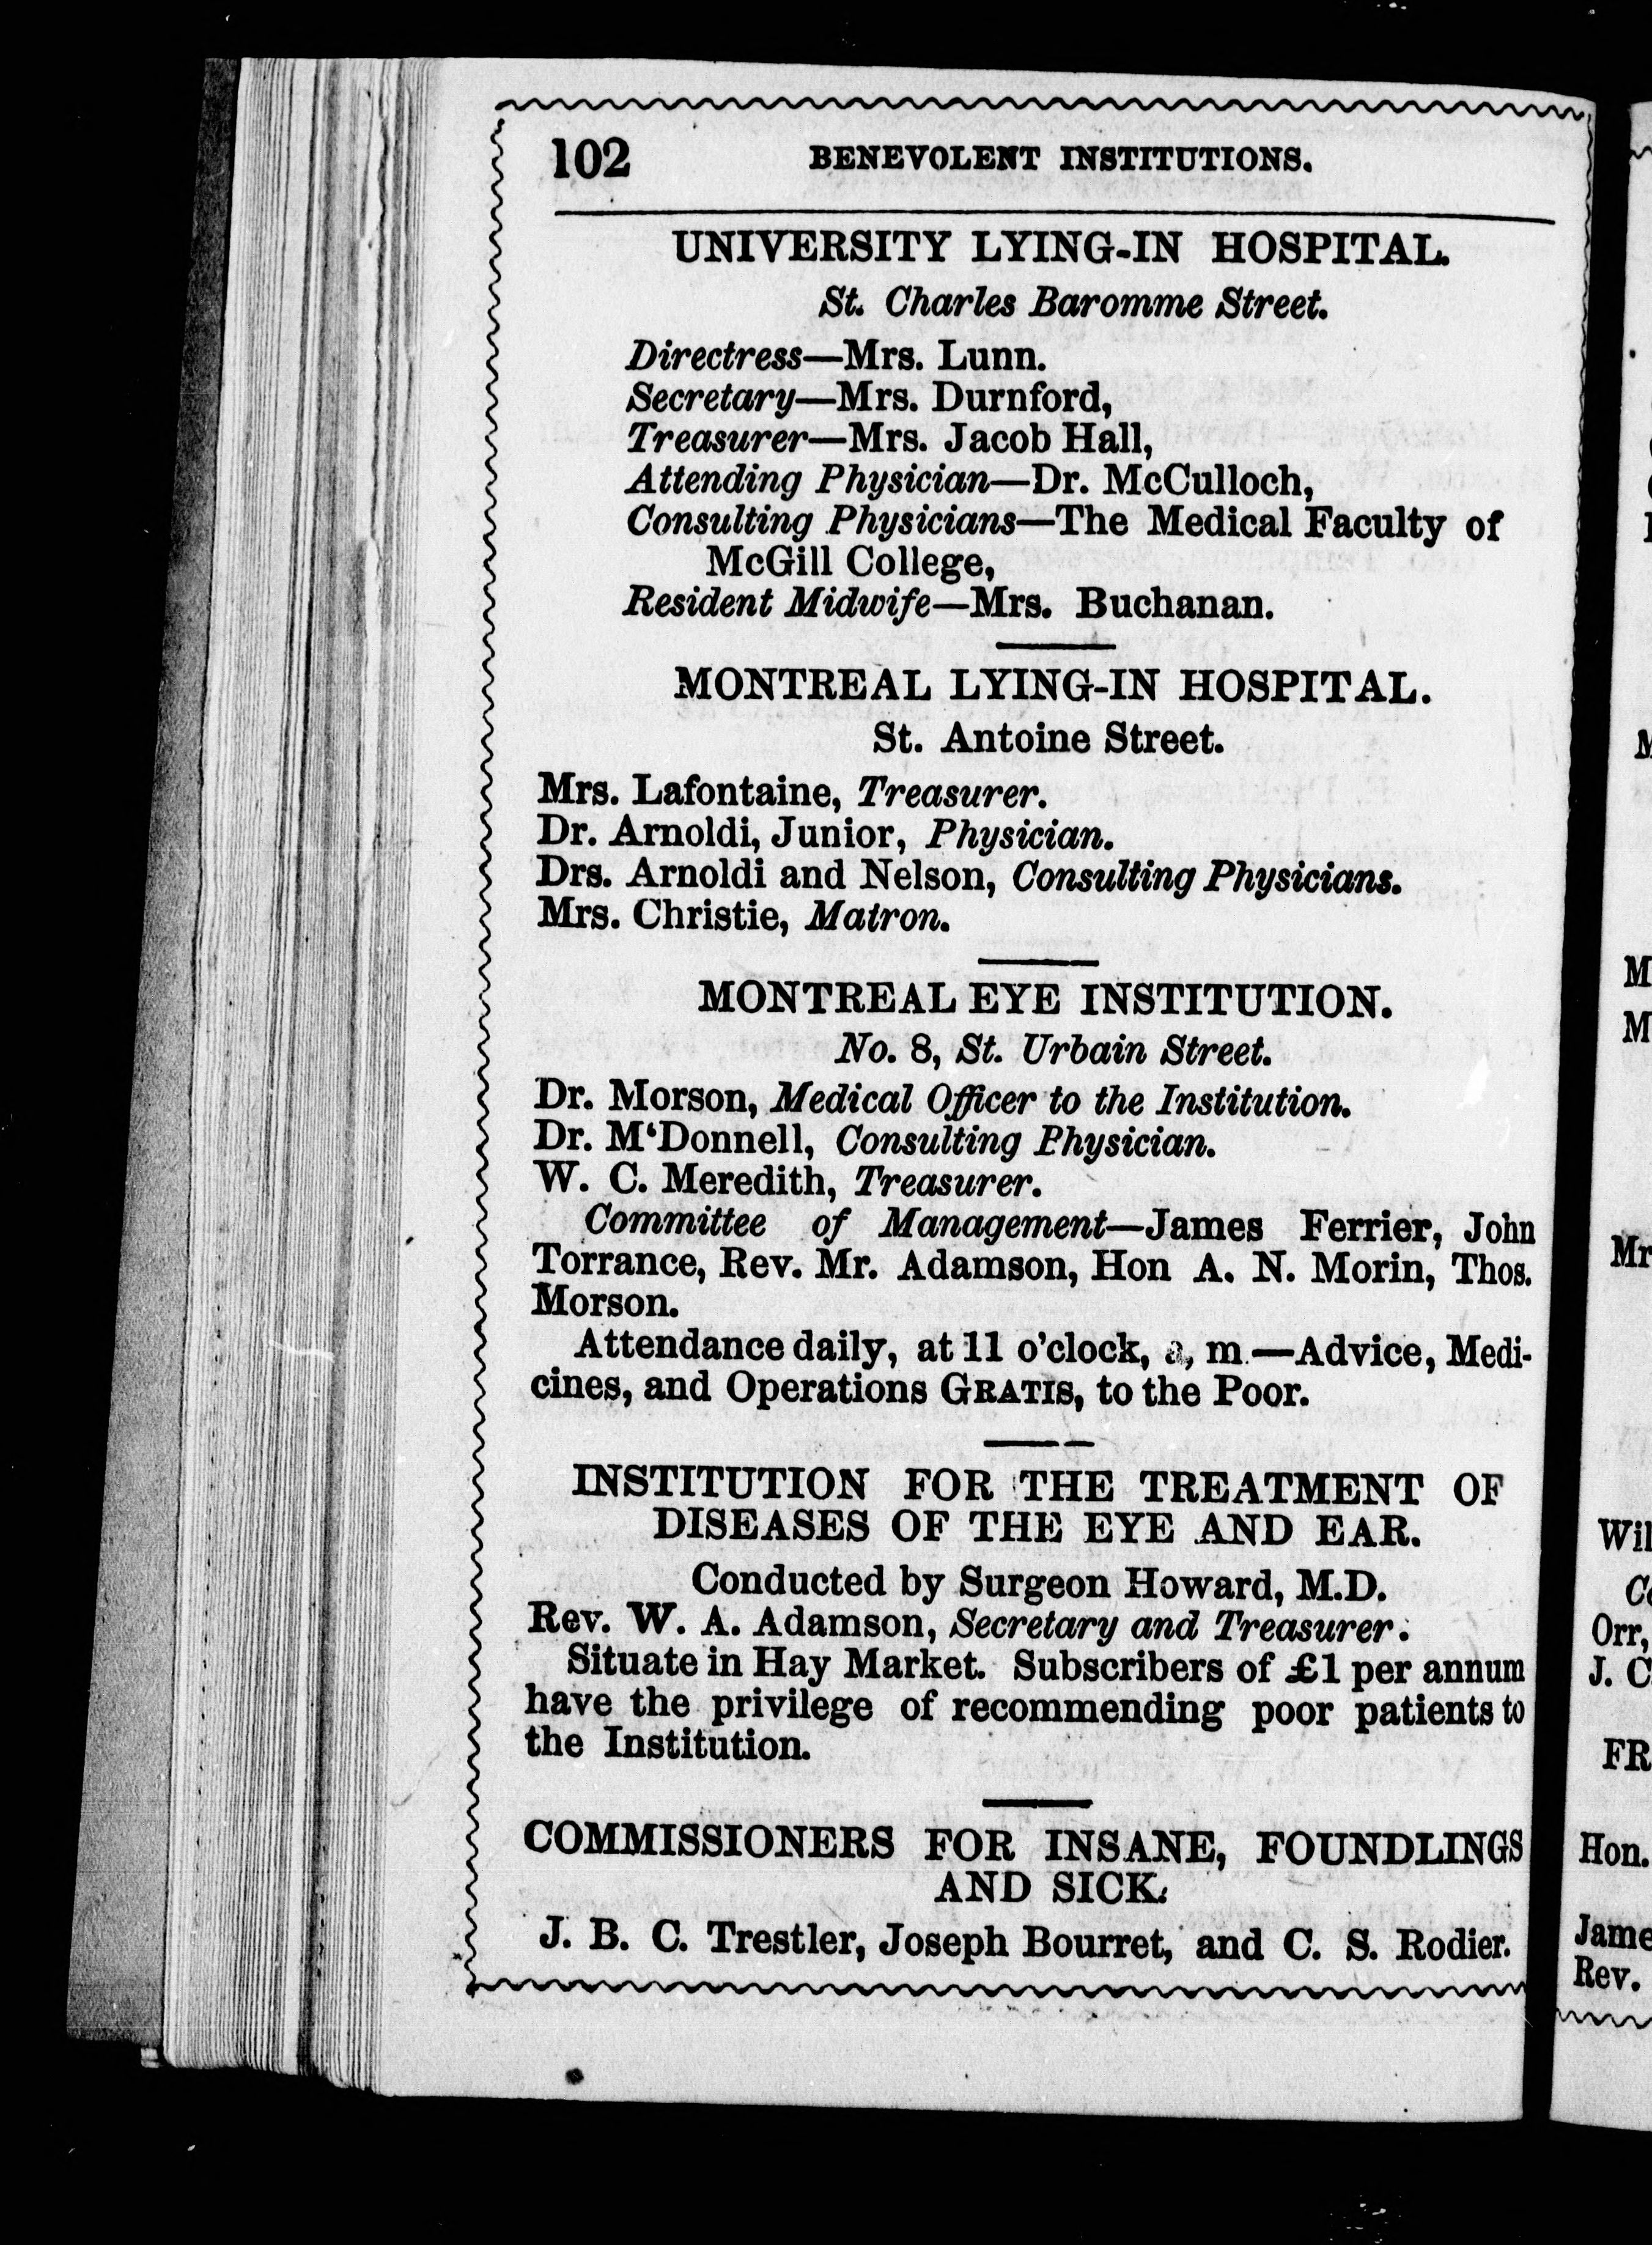 102 BENEVOLENT INSTITUTIONS.
UNIVERSITY LYING-IN HOSPITAL.
St. Charles Baromme Street.
Directress—Mrs. Lunn.
Secretary—Mrs. Durnford,
Treasurer—Mrs. Jacob Hall,
Attending Physician—Dr. McCulloch,
Consulting Physicians—The Medical Faculty of
McGill College,
Resident Midwife—Mrs. Buchanan.
MONTREAL LYING-IN HOSPITAL.
St. Antoine Street.
Mrs. Lafontaine, Treasurer.
Dr. Arnoldi, Junior, Physician.
Drs. Arnoldi and Nelson, Consulting Physicians.
Mrs. Christie, Matron.
MONTREAL EYE INSTITUTION.
No. 8, St. Urbain Street.
Dr. Morson, Medical Officer to the Institution.
Dr. M‘Donnell, Consulting Physician.
W. C. Meredith, Treasurer.
Committee of Management—James Ferrier, John
Torrance, Rev. Mr. Adamson, Hon A. N. Morin, Thos.
Morson.
Attendance daily, at 11 o'clock, a, m.—Advice, Medi-
cines, and Operations GRATIS, to the Poor.
INSTITUTION FOR THE TREATMENT OF
DISEASES OF THE EYE AND EAR.
Conducted by Surgeon Howard, M.D.
Rev. W. A. Adamson, Secretary and Treasurer.
Situate in Hay Market. Subscribers of £1 per annum
have the privilege of recommending poor patients to
the Institution.
COMMISSIONERS FOR INSANE, FOUNDLINGS
AND SICK.
J. B. C. Trestler, Joseph Bourret, and C. S. Rodier.
Mr
Orr,
J. C
FR
Hon.
Rev.